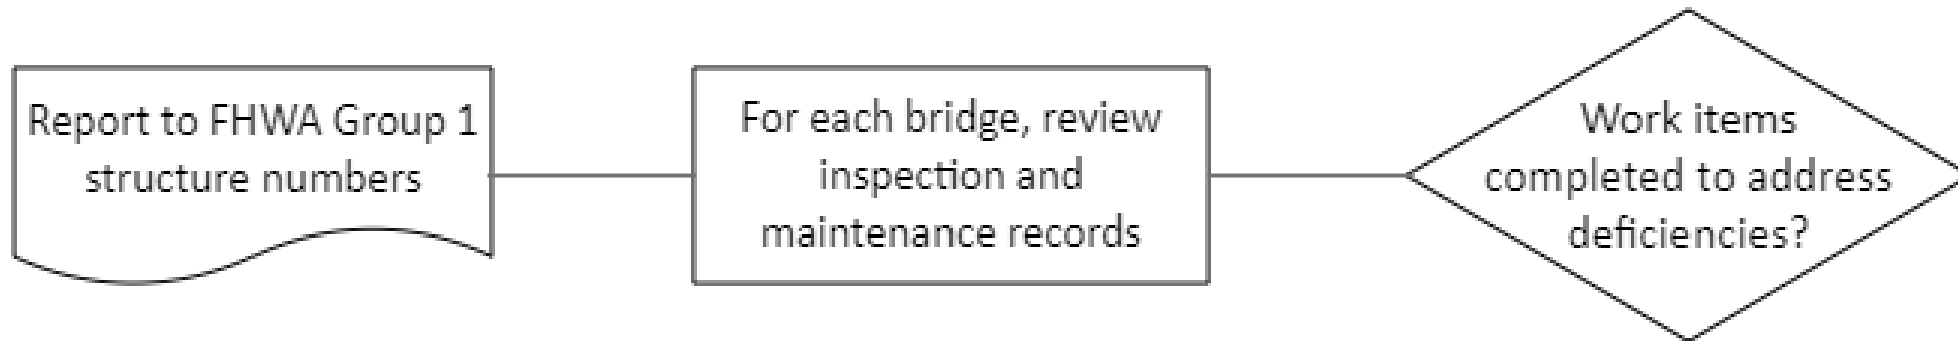 Report to FHWA Group 1
structure numbers
For each bridge, review
inspection and
maintenance records
Work items
completed to address
deficiencies?